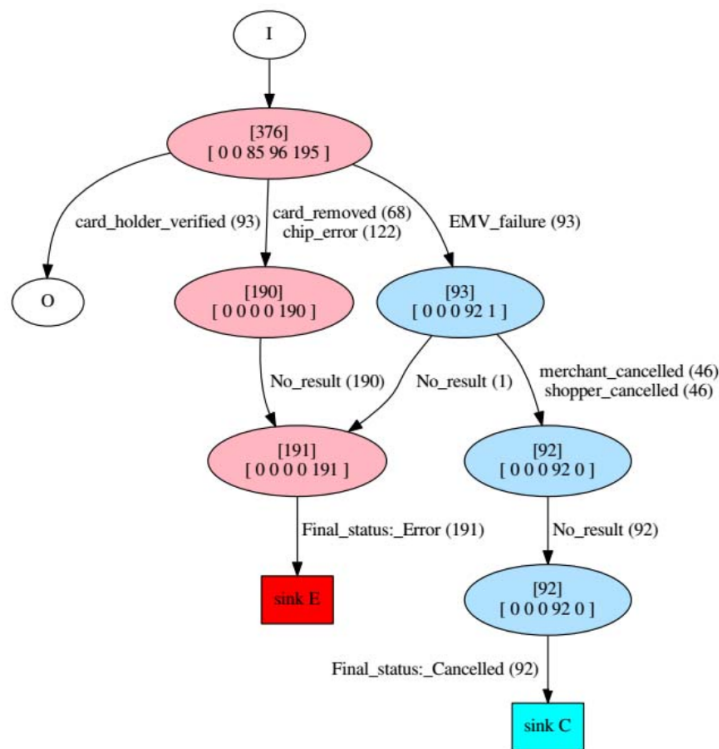 I
[376]
[ 0 0 85 96 195 ]
card_holder_verified (93)
card_removed (68)
chip_error (122)
EMV_failure (93)
O
[190]
[ 0 0 0 0 190 ]
[93]
[ 0 0 0 92 1 ]
No_result (190)
No_result (1)
merchant_cancelled (46)
shopper_cancelled (46)
[191]
[ 0 0 0 0 191 ]
[92]
[ 0 0 0 92 0 ]
Final_status:_Error (191)
No_result (92)
sink E
[92]
[ 0 0 0 92 0 ]
Final_status:_Cancelled (92)
sink C